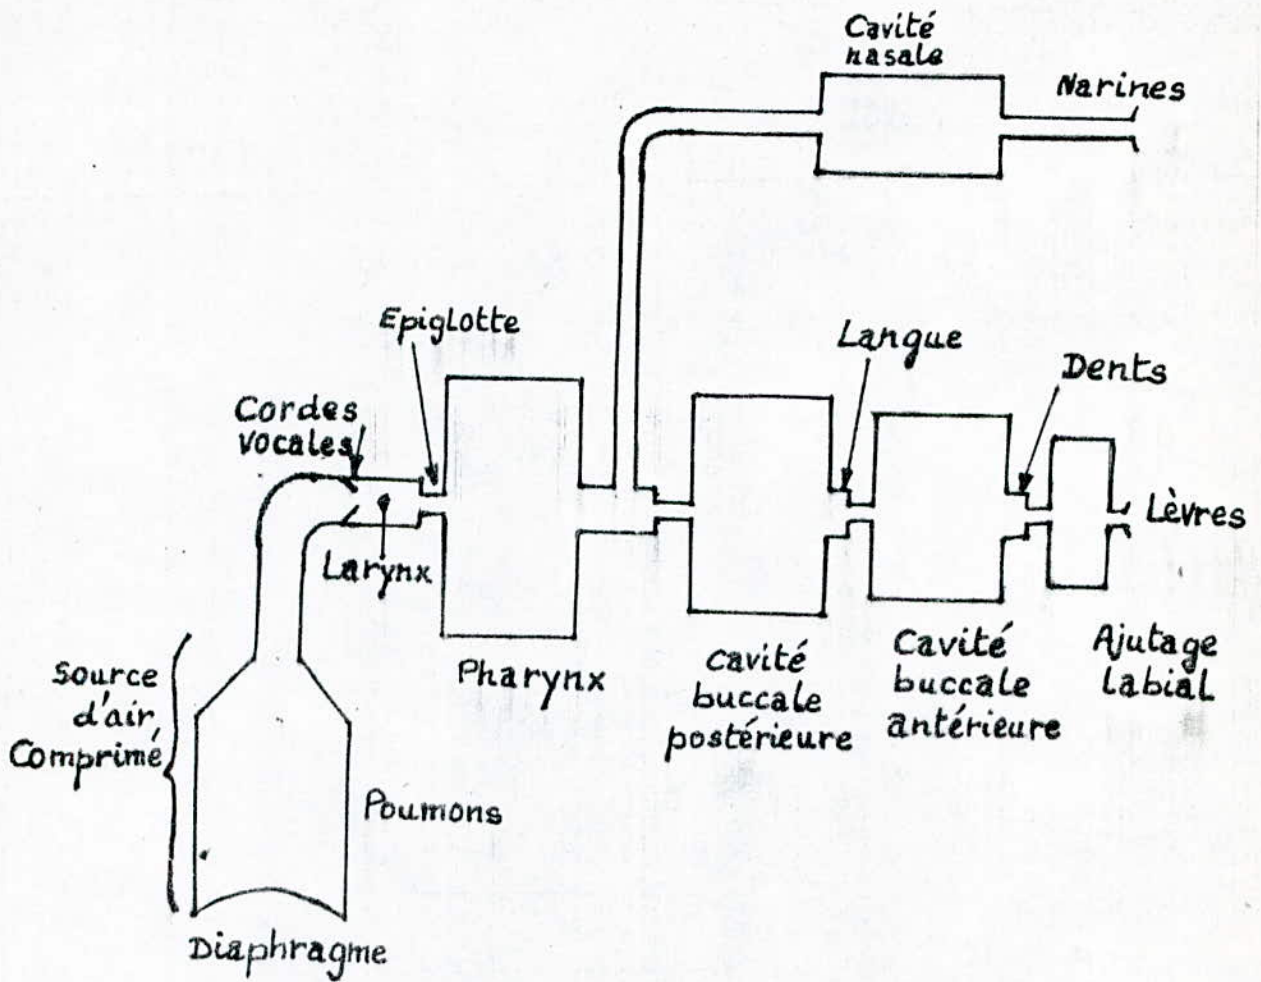 Cavité
nasale
Narines
Epiglotte
Langue
Dents
Cordes
vocales
Lèvres
Larynx
Source
d'air
Comprimé
Pharynx
Cavité
buccale
postérieure
Cavité
buccale
antérieure
Ajutage
labial
Poumons
Diaphragme